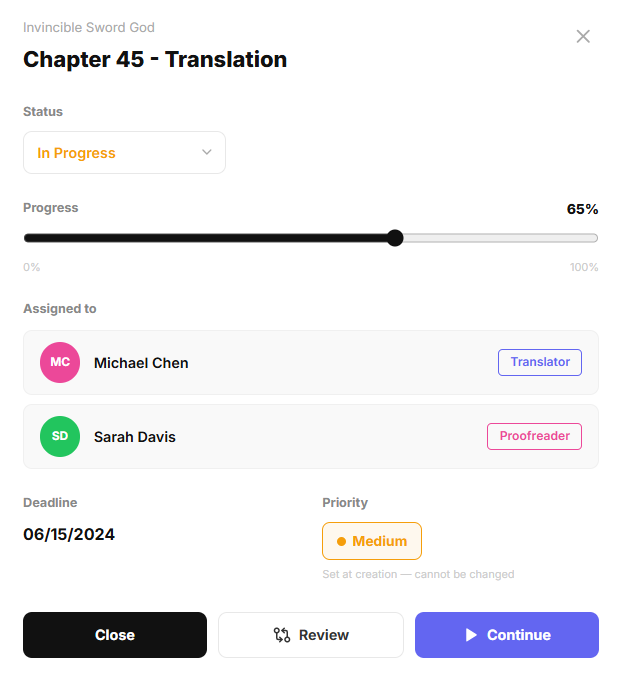 Invincible Sword God
Chapter 45 - Translation
Status
In Progress
Progress 65%
0% 100%
Assigned to
MC Michael Chen Translator
SD Sarah Davis Proofreader
Deadline Priority
06/15/2024 Medium
Set at creation — cannot be changed
Close Review Continue